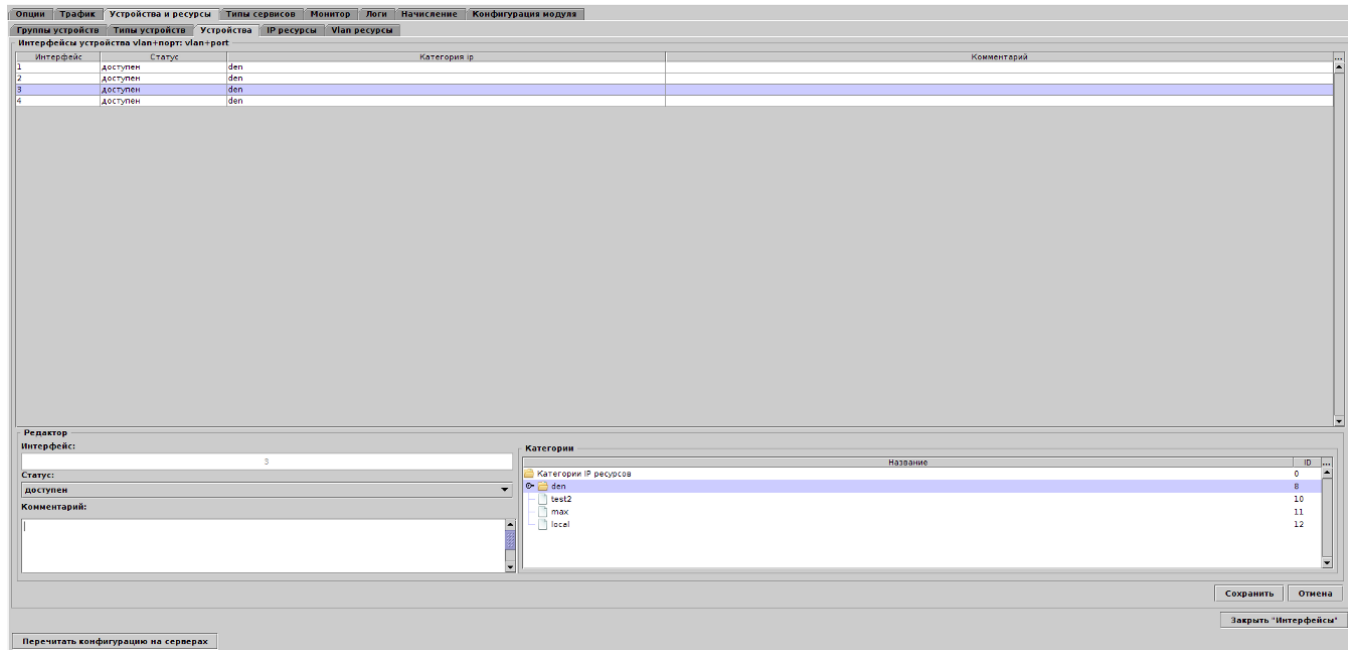 Опции Трафик Устройства и ресурсы Типы сервисов Монитор Логи Начисление Конфигурация модуля
Группы устройств Типы устройств Устройства IP ресурсы Vlan ресурсы
Интерфейсы устройства vlan+порт: vlan+port
Интерфейс Статус Категория ip Комментарий ...
1 доступен den
2 доступен den
3 доступен den
4 доступен den
Редактор
Интерфейс:
3
Статус:
доступен
Комментарий:
Категории
Название ID ...
Категории IP ресурсов 0
den 8
test2 10
max 11
local 12
Сохранить Отмена
Закрыть "Интерфейсы"
Перечитать конфигурацию на серверах